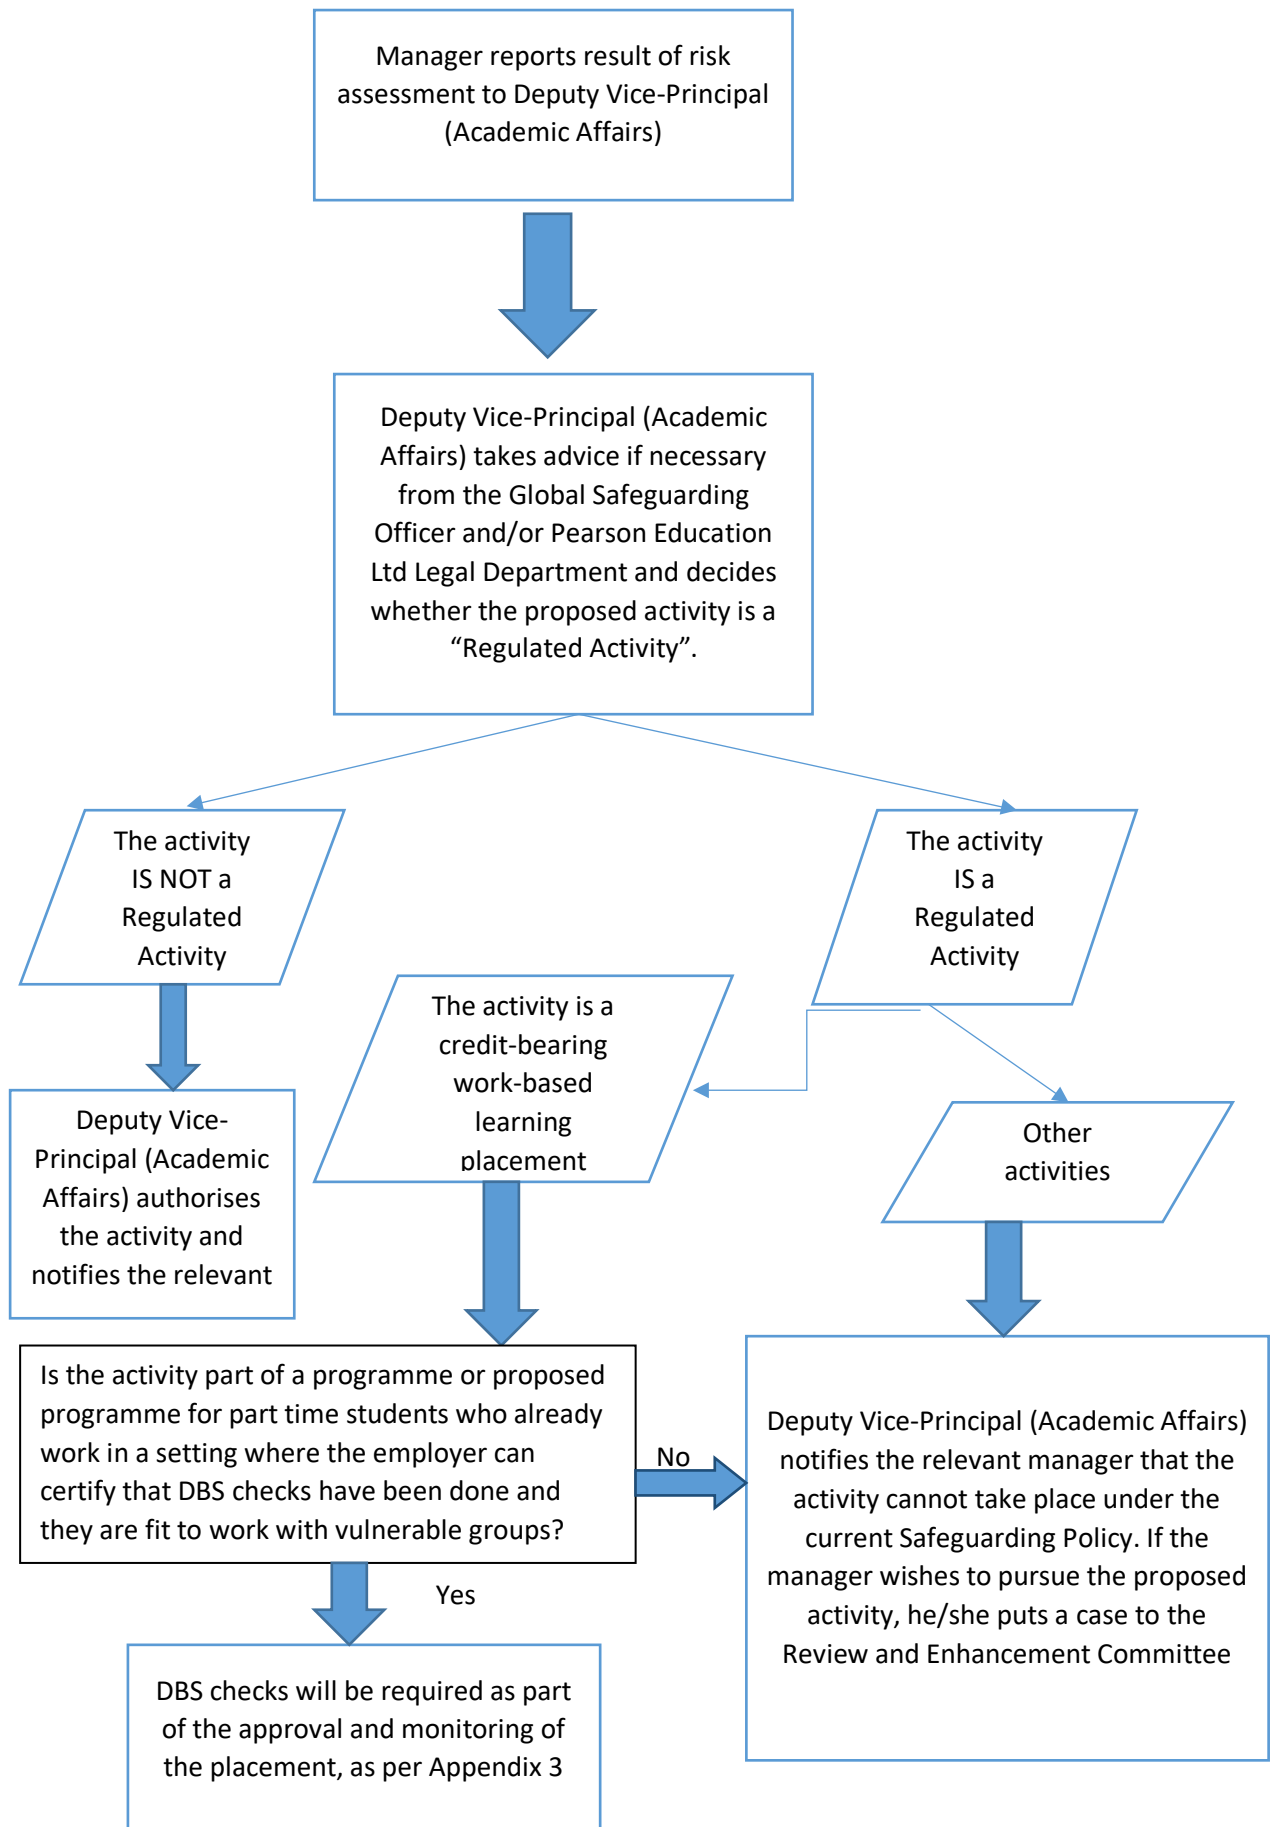 Manager reports result of risk
assessment to Deputy Vice-Principal
(Academic Affairs)
Deputy Vice-Principal (Academic
Affairs) takes advice if necessary
from the Global Safeguarding
Officer and/or Pearson Education
Ltd Legal Department and decides
whether the proposed activity is a
“Regulated Activity”.
The activity
IS NOT a
Regulated
Activity
The activity
IS a
Regulated
Activity
The activity is a
credit-bearing
work-based
learning
placement
Other
activities
Deputy Vice-
Principal (Academic
Affairs) authorises
the activity and
notifies the relevant
Is the activity part of a programme or proposed
programme for part time students who already
work in a setting where the employer can
certify that DBS checks have been done and
they are fit to work with vulnerable groups?
No
Deputy Vice-Principal (Academic Affairs)
notifies the relevant manager that the
activity cannot take place under the
current Safeguarding Policy. If the
manager wishes to pursue the proposed
activity, he/she puts a case to the
Review and Enhancement Committee
Yes
DBS checks will be required as part
of the approval and monitoring of
the placement, as per Appendix 3